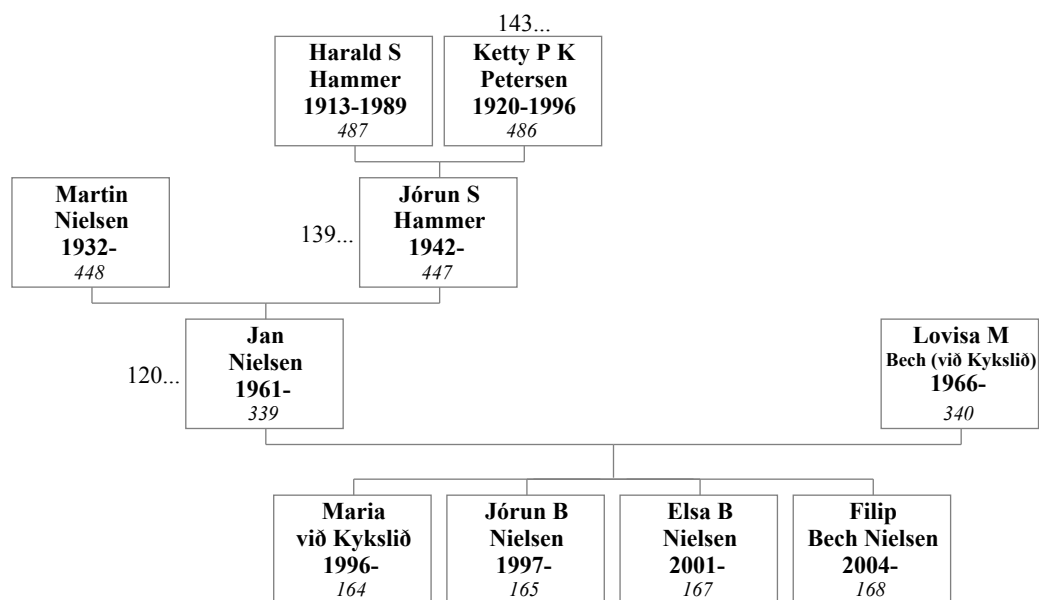 143...
Harald S
Hammer
1913-1989
487
Ketty P K
Petersen
1920-1996
486
Martin
Nielsen
1932-
448
139...
Jórun S
Hammer
1942-
447
120...
Jan
Nielsen
1961-
339
Lovisa M
Bech (við Kykslið)
1966-
340
Maria
við Kykslið
1996-
164
Jórun B
Nielsen
1997-
165
Elsa B
Nielsen
2001-
167
Filip
Bech Nielsen
2004-
168